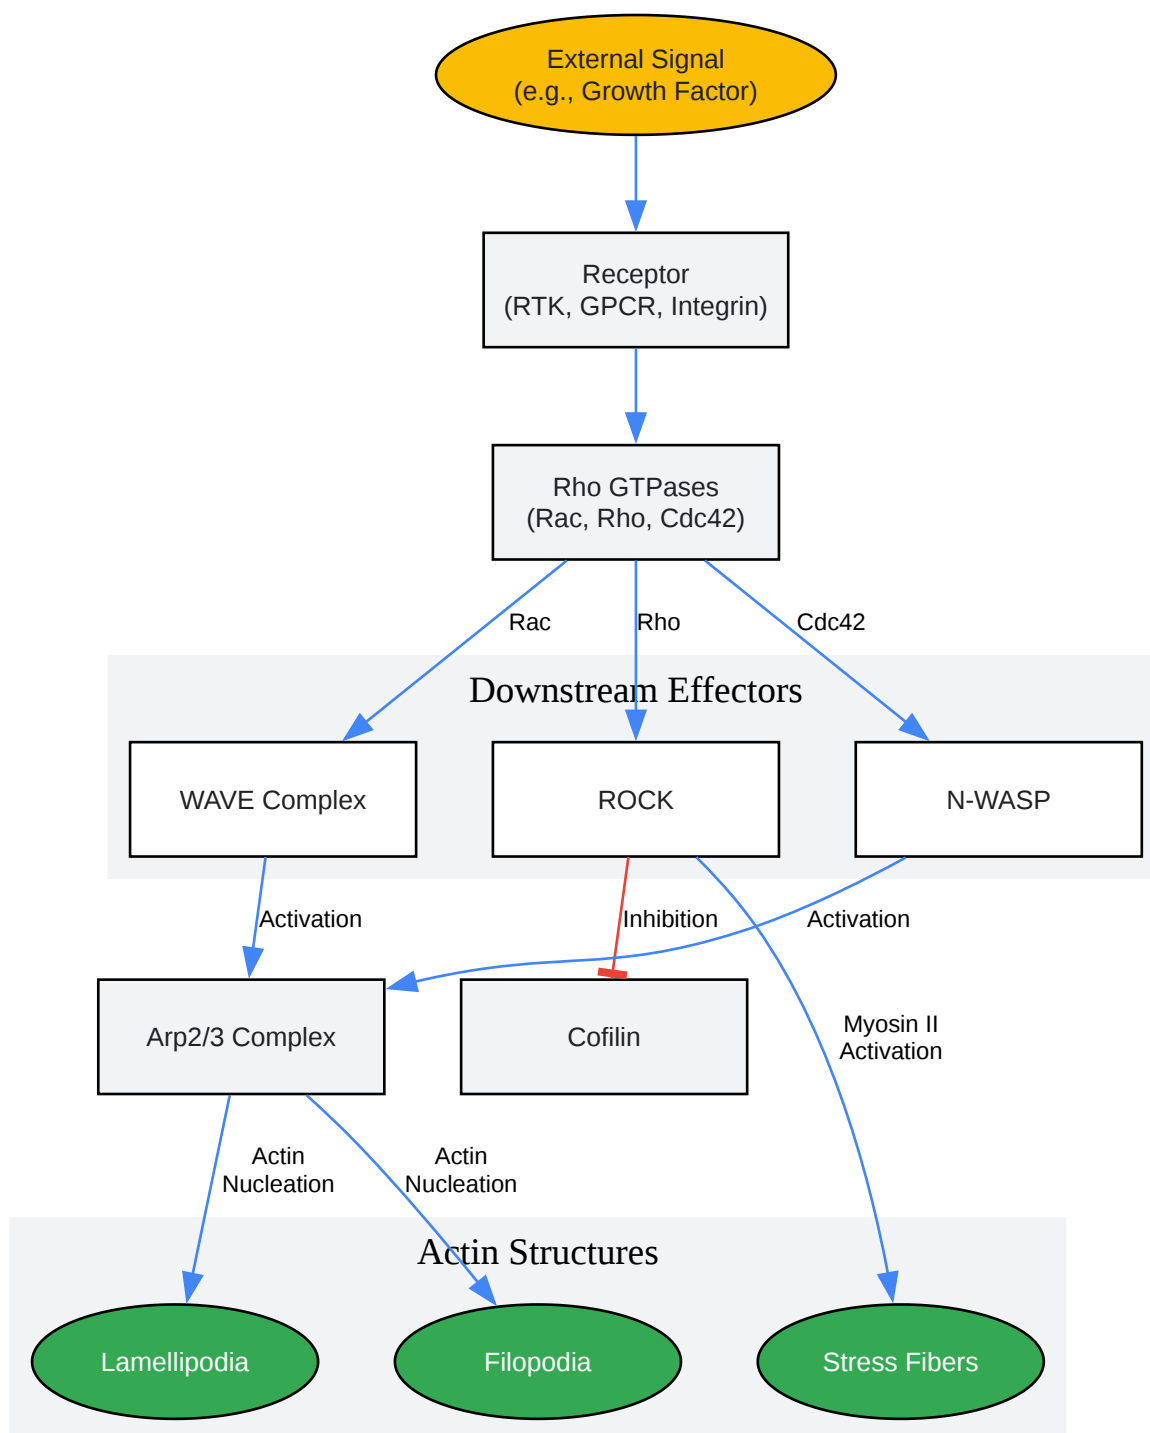 External Signal
(e.g., Growth Factor)
Receptor
(RTK, GPCR, Integrin)
Rho GTPases
(Rac, Rho, Cdc42)
Rac
Rho
Cdc42
Downstream Effectors
WAVE Complex
ROCK
N-WASP
Activation
Inhibition
Activation
Arp2/3 Complex
Cofilin
Myosin II
Activation
Actin
Nucleation
Actin
Nucleation
Actin Structures
Lamellipodia
Filopodia
Stress Fibers